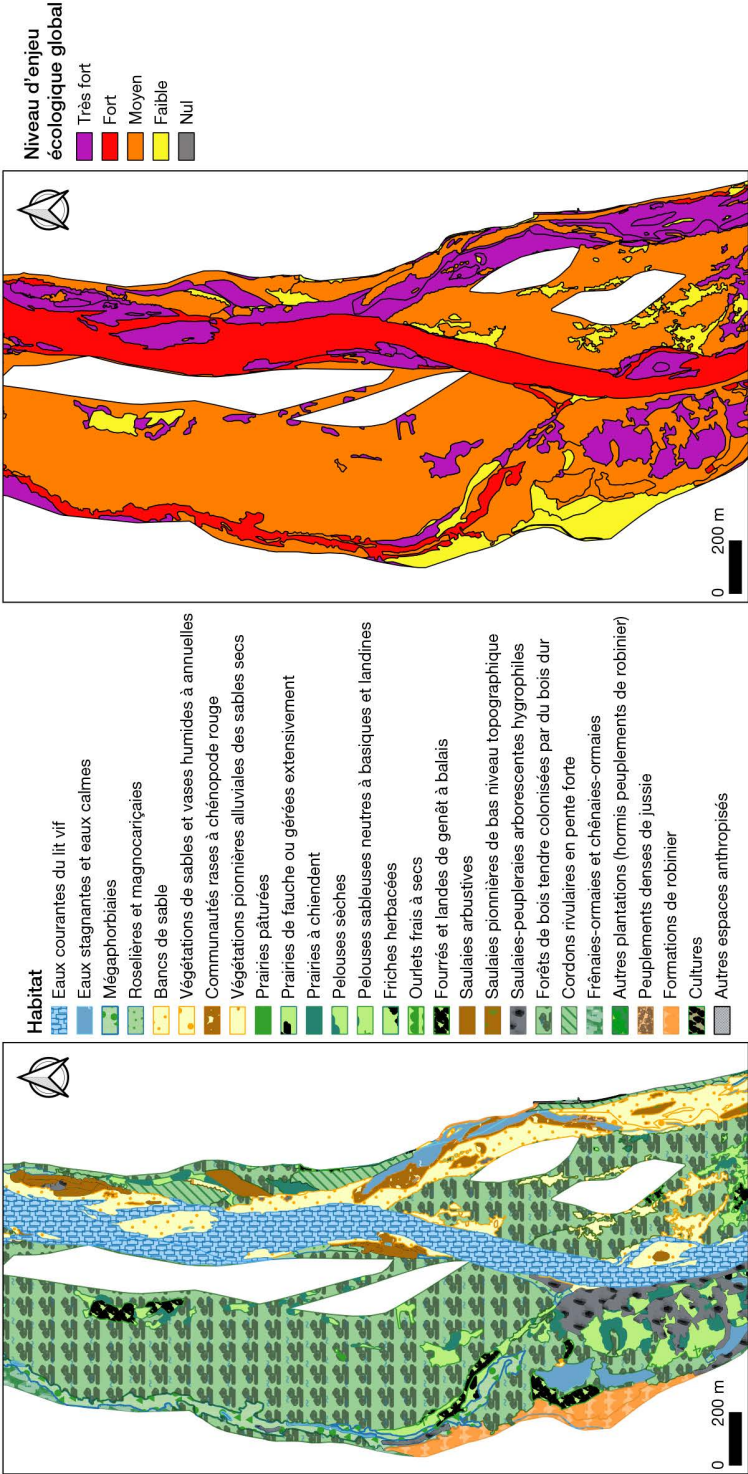 Habitat
Eaux courantes du lit vif
Eaux stagnantes et eaux calmes
Mégaphorbiaies
Roselières et magnocariçaies
Bancs de sable
Végétations de sables et vases humides à annuelles
Communautés rases à chénopode rouge
Végétations pionnières alluviales des sables secs
Prairies pâturées
Prairies de fauche ou gérées extensivement
Prairies à chiendent
Pelouses sèches
Pelouses sableuses neutres à basiques et landines
Friches herbacées
Ourlets frais à secs
Fourrés et landes de genêt à balais
Saulaies arbustives
Saulaies pionnières de bas niveau topographique
Saulaies-peupleraies arborescentes hygrophiles
Forêts de bois tendre colonisées par du bois dur
Cordons rivulaires en pente forte
Frênaies-ormaies et chênaies-ormaies
Autres plantations (hormis peuplements de robinier)
Peuplements denses de jussie
Formations de robinier
Cultures
Autres espaces anthropisés
0 200 m
Niveau d'enjeu
écologique global
Très fort
Fort
Moyen
Faible
Nul
0 200 m